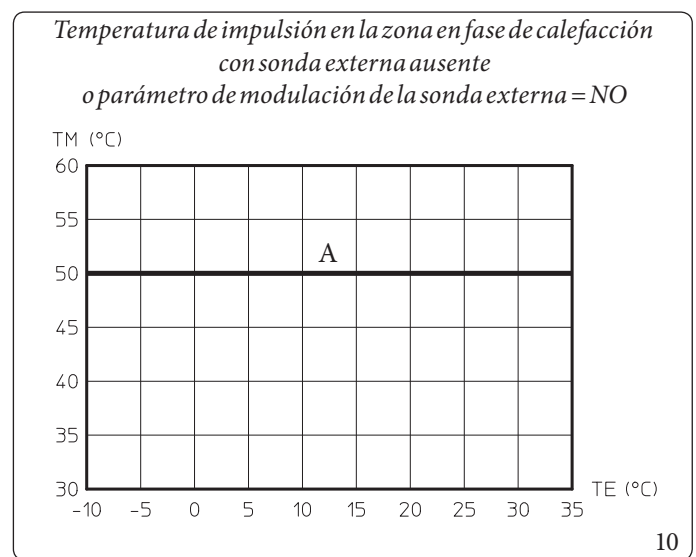 Temperatura de impulsión en la zona en fase de calefacción
con sonda externa ausente
o parámetro de modulación de la sonda externa = NO
TM (°C)
60
55
A
50
45
40
35
30
TE (°C)
-10 -5 0 5 10 15 20 25 30 35
10